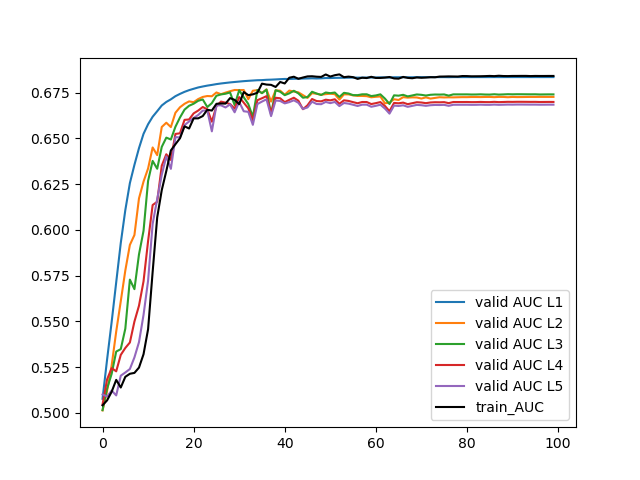 0.675
0.650
0.625
0.600
0.575
0.550
0.525
0.500
0 20 40 60 80 100
valid AUC L1
valid AUC L2
valid AUC L3
valid AUC L4
valid AUC L5
train_AUC